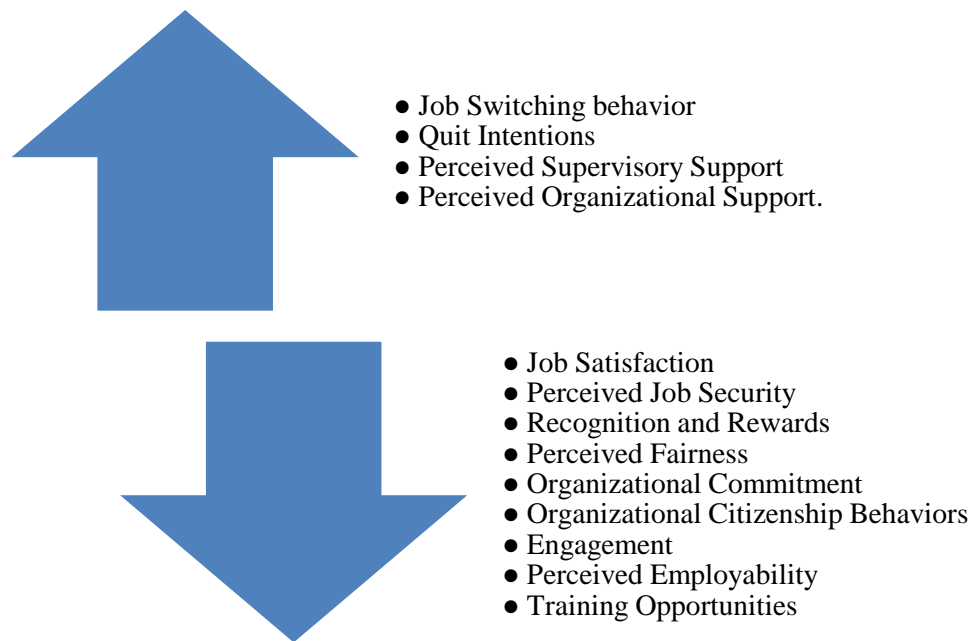 ● Job Switching behavior
● Quit Intentions
● Perceived Supervisory Support
● Perceived Organizational Support.
● Job Satisfaction
● Perceived Job Security
● Recognition and Rewards
● Perceived Fairness
● Organizational Commitment
● Organizational Citizenship Behaviors
● Engagement
● Perceived Employability
● Training Opportunities